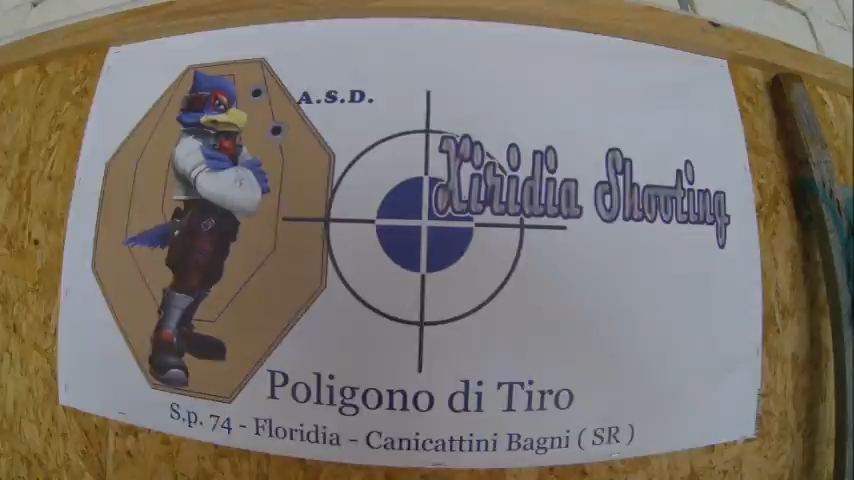 A.S.D.
Xiridia Shooting
Poligono di Tiro
S.p. 74 - Floridia - Canicattini Bagni ( SR )